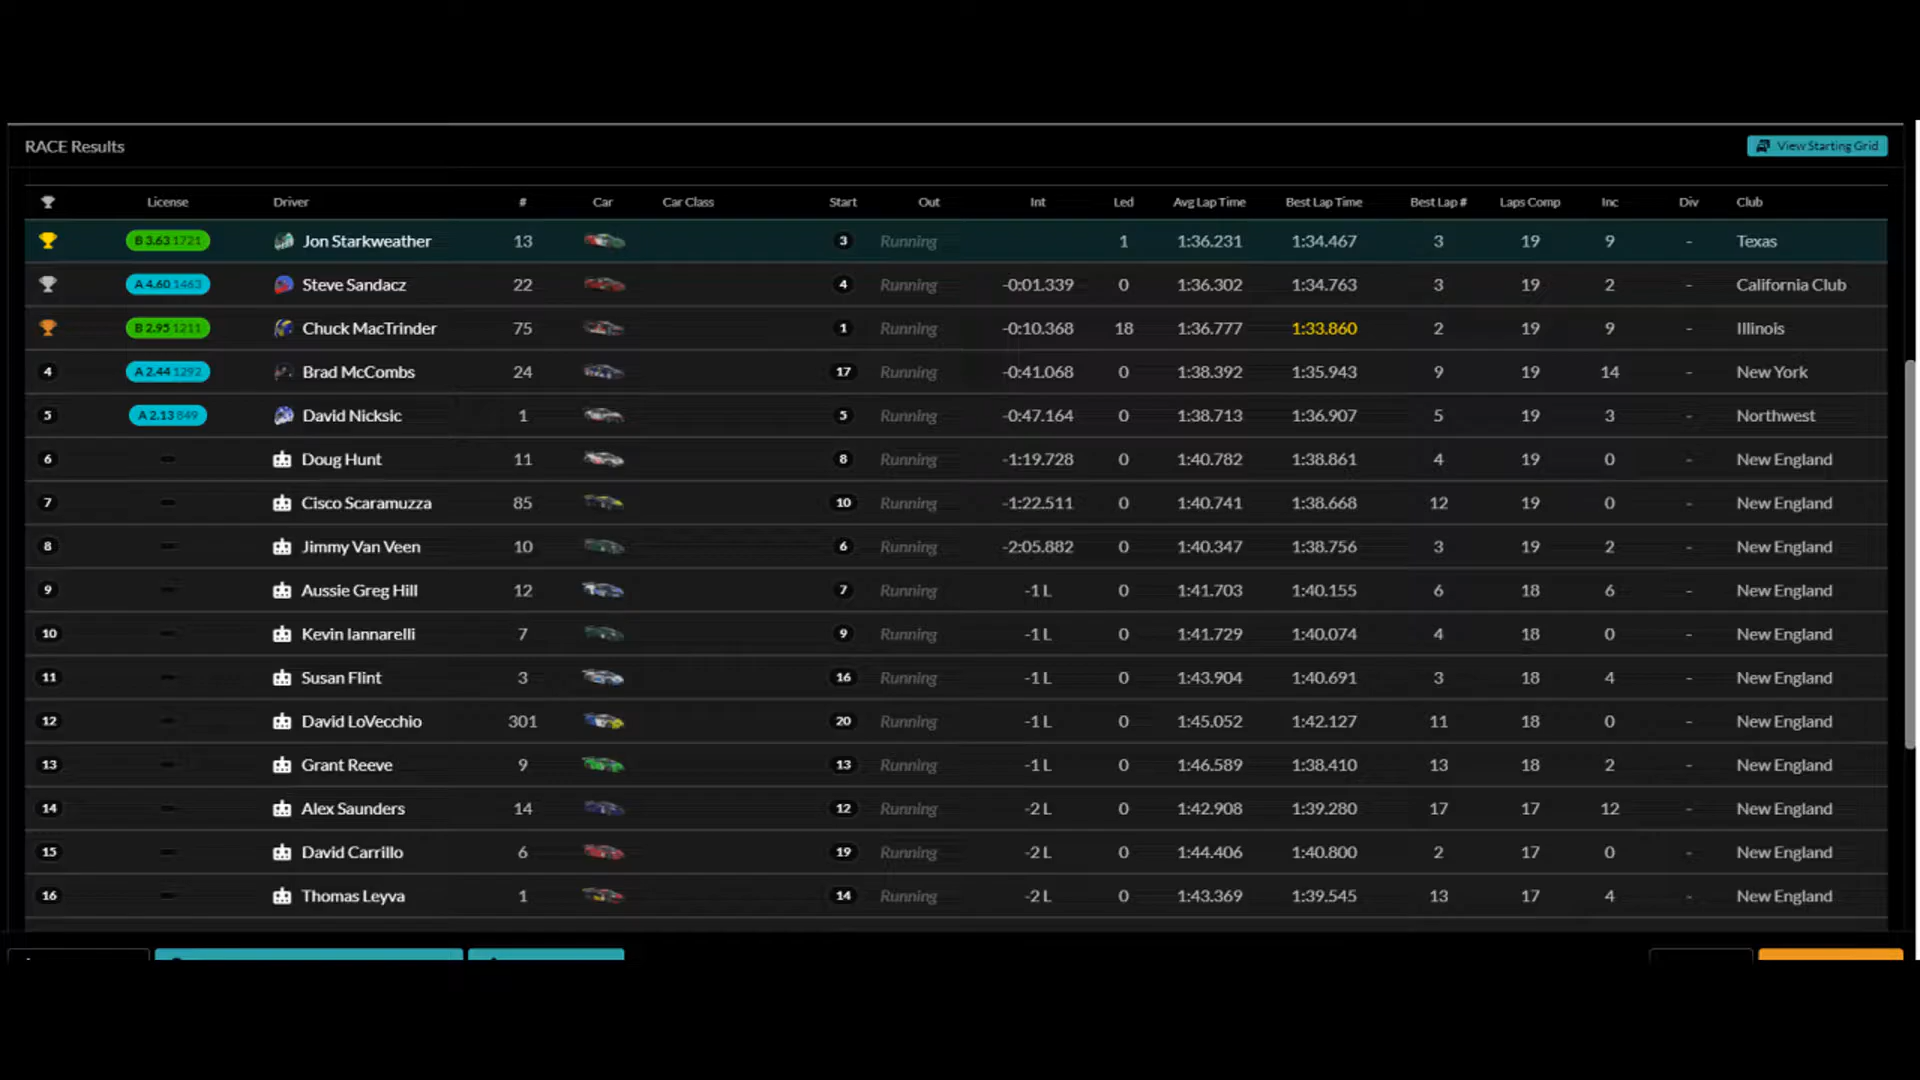 RACE Results
View Starting Grid
License Driver # Car Car Class Start Out Int Led Avg Lap Time Best Lap Time Best Lap # Laps Comp Inc Div Club
B 3.63 1721 Jon Starkweather 13 3 Running 1 1:36.231 1:34.467 3 19 9 - Texas
A 4.60 1463 Steve Sandacz 22 4 Running -0:01.339 0 1:36.302 1:34.763 3 19 2 - California Club
B 2.95 1211 Chuck MacTrinder 75 1 Running -0:10.368 18 1:36.777 1:33.860 2 19 9 - Illinois
4 A 2.44 1292 Brad McCombs 24 17 Running -0:41.068 0 1:38.392 1:35.943 9 19 14 - New York
5 A 2.13 849 David Nicksic 1 5 Running -0:47.164 0 1:38.713 1:36.907 5 19 3 - Northwest
6 - Doug Hunt 11 8 Running -1:19.728 0 1:40.782 1:38.861 4 19 0 - New England
7 - Cisco Scaramuzza 85 10 Running -1:22.511 0 1:40.741 1:38.668 12 19 0 - New England
8 - Jimmy Van Veen 10 6 Running -2:05.882 0 1:40.347 1:38.756 3 19 2 - New England
9 - Aussie Greg Hill 12 7 Running -1 L 0 1:41.703 1:40.155 6 18 6 - New England
10 - Kevin Iannarelli 7 9 Running -1 L 0 1:41.729 1:40.074 4 18 0 - New England
11 - Susan Flint 3 16 Running -1 L 0 1:43.904 1:40.691 3 18 4 - New England
12 - David LoVecchio 301 20 Running -1 L 0 1:45.052 1:42.127 11 18 0 - New England
13 - Grant Reeve 9 13 Running -1 L 0 1:46.589 1:38.410 13 18 2 - New England
14 - Alex Saunders 14 12 Running -2 L 0 1:42.908 1:39.280 17 17 12 - New England
15 - David Carrillo 6 19 Running -2 L 0 1:44.406 1:40.800 2 17 0 - New England
16 - Thomas Leyva 1 14 Running -2 L 0 1:43.369 1:39.545 13 17 4 - New England